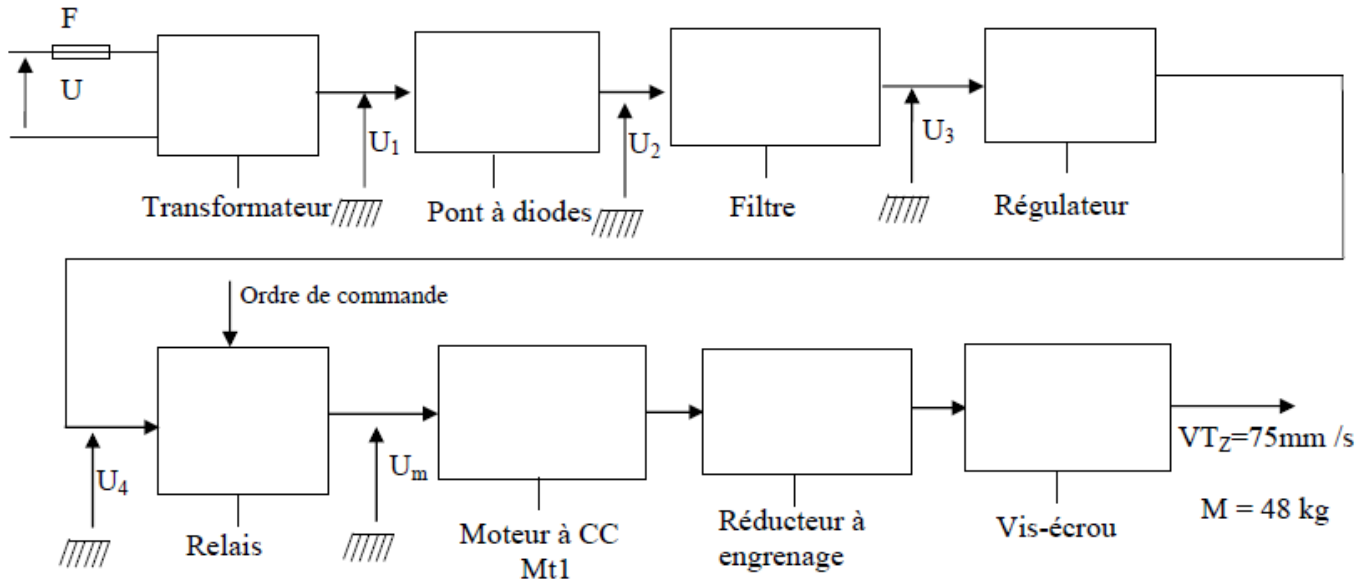 F
U
U1
U2
U3
Transformateur
Pont à diodes
Filtre
Régulateur
Ordre de commande
U4
Um
VTZ=75mm /s
M = 48 kg
Relais
Moteur à CC
Mt1
Réducteur à
engrenage
Vis-écrou